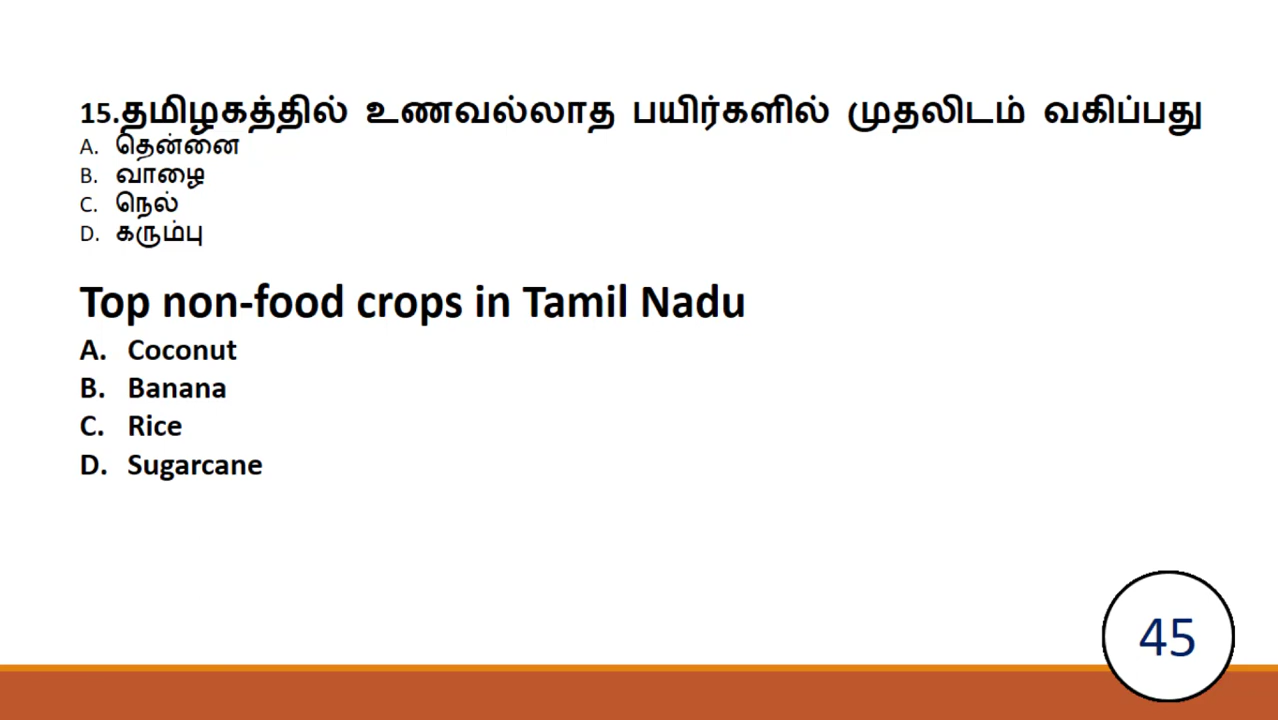 15.தமிழகத்தில் உணவல்லாத பயிர்களில் முதலிடம் வகிப்பது
A. தென்னை
B. வாழை
C. நெல்
D. கரும்பு
Top non-food crops in Tamil Nadu
A. Coconut
B. Banana
C. Rice
D. Sugarcane
45